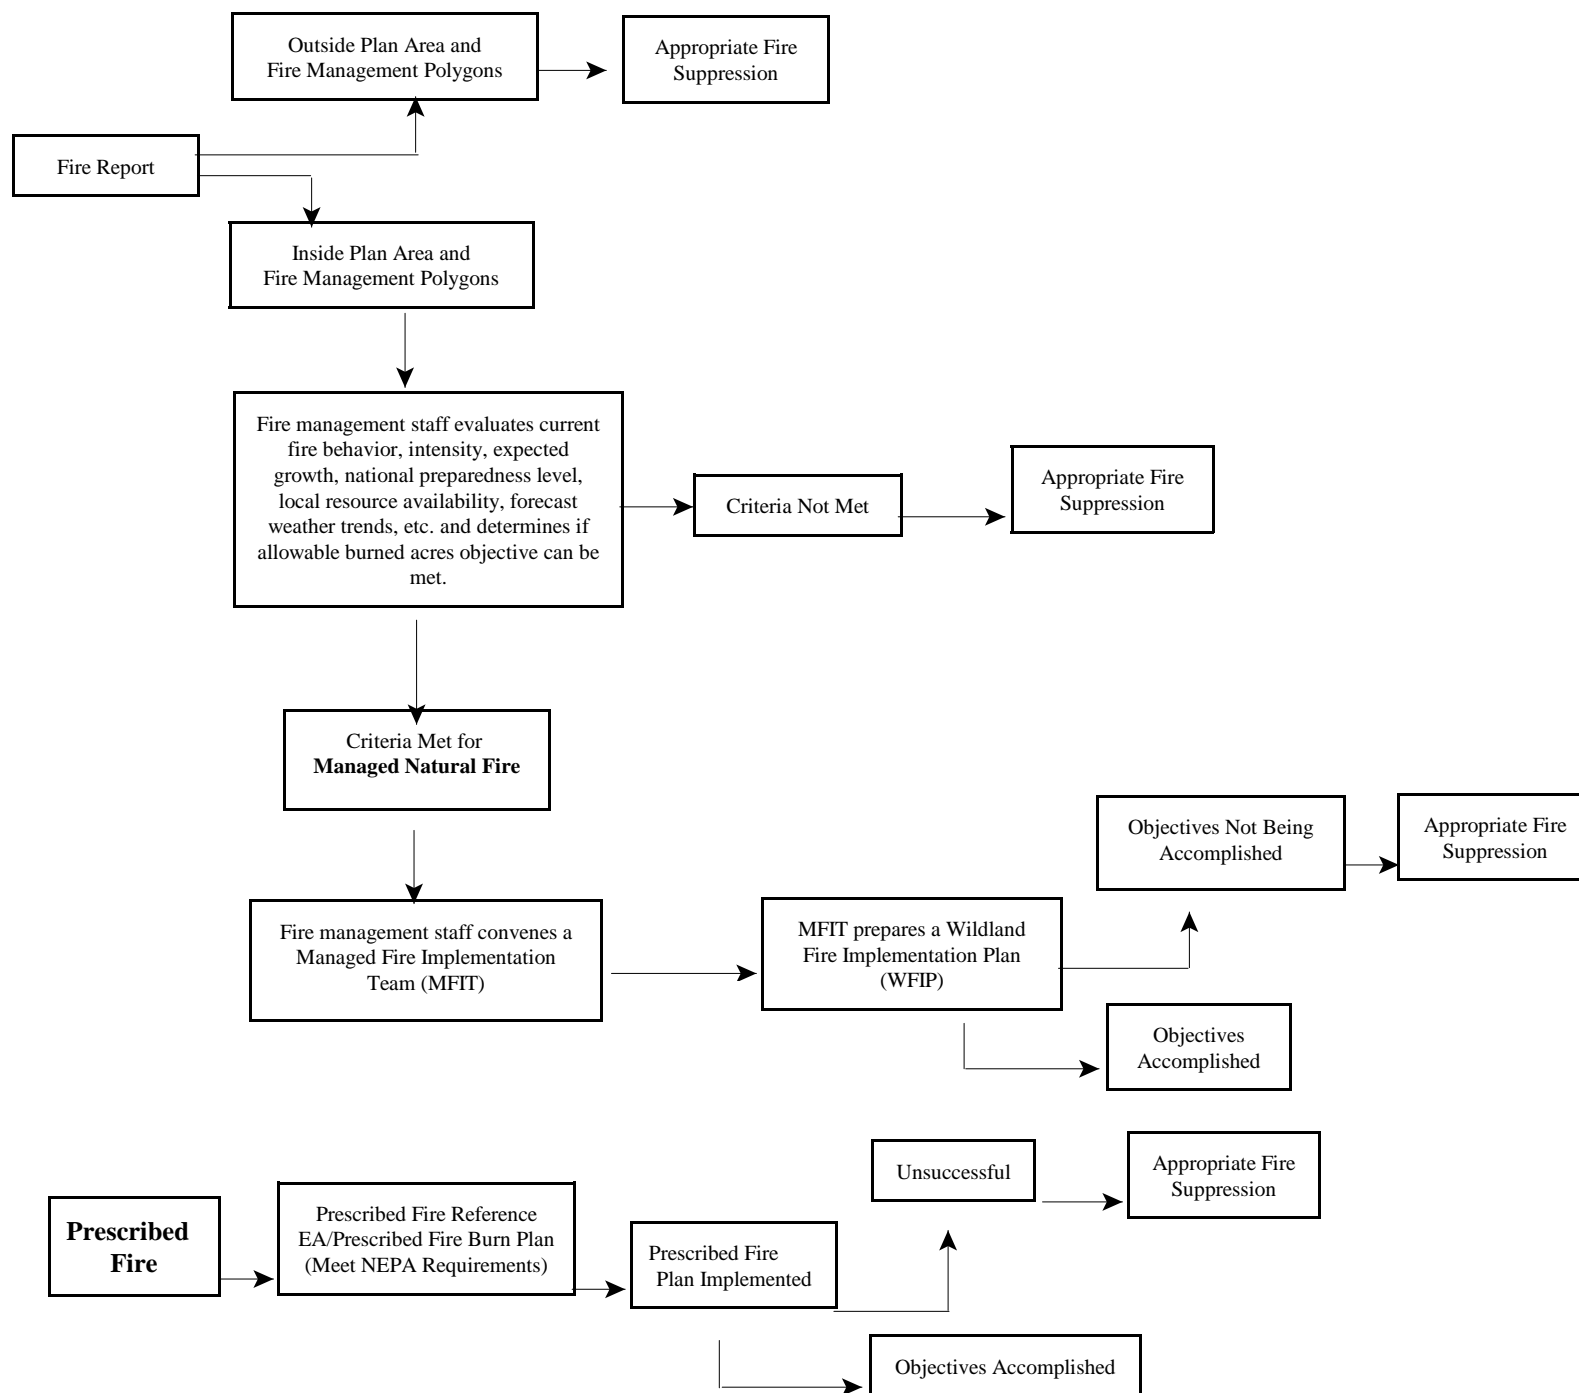 Outside Plan Area and
Fire Management Polygons
Appropriate Fire
Suppression
Fire Report
Inside Plan Area and
Fire Management Polygons
Fire management staff evaluates current
fire behavior, intensity, expected
growth, national preparedness level,
local resource availability, forecast
weather trends, etc. and determines if
allowable burned acres objective can be
met.
Criteria Not Met
Appropriate Fire
Suppression
Criteria Met for
Managed Natural Fire
Fire management staff convenes a
Managed Fire Implementation
Team (MFIT)
MFIT prepares a Wildland
Fire Implementation Plan
(WFIP)
Objectives Not Being
Accomplished
Appropriate Fire
Suppression
Objectives
Accomplished
Prescribed
Fire
Prescribed Fire Reference
EA/Prescribed Fire Burn Plan
(Meet NEPA Requirements)
Prescribed Fire
Plan Implemented
Unsuccessful
Appropriate Fire
Suppression
Objectives Accomplished